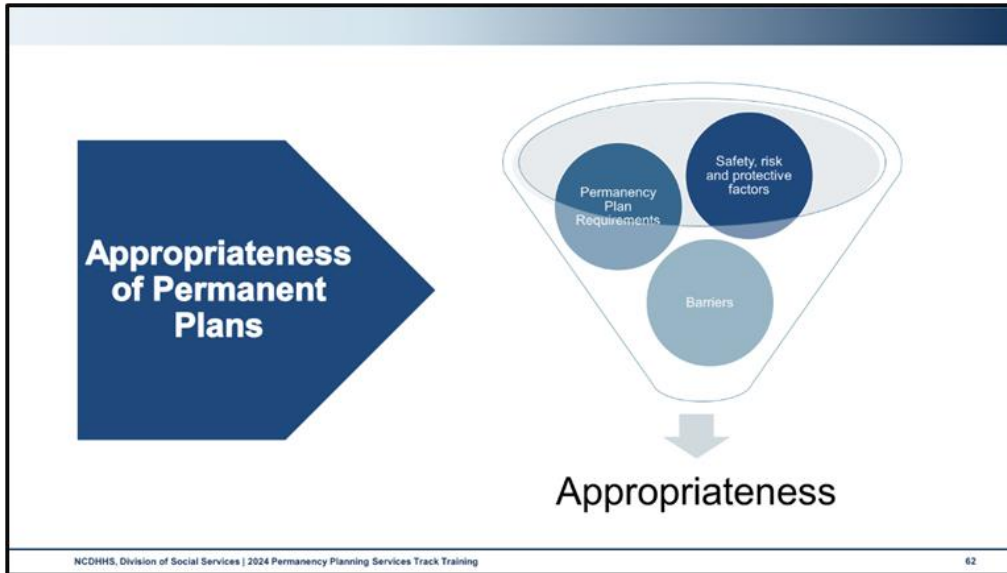 Appropriateness
of Permanent
Plans
Permanency
Plan
Requirements
Safety, risk
and protective
factors
Barriers
Appropriateness
NCDHHS, Division of Social Services | 2024 Permanency Planning Services Track Training
62